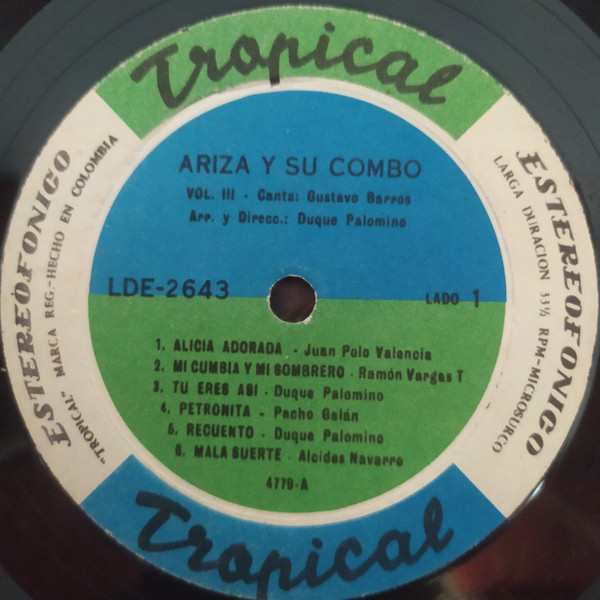 Tropical
ARIZA Y SU COMBO
VOL. III - Canta: Gustavo Barros
Arr. y Direcc.: Duque Palomino
LDE-2643
LADO 1
1. ALICIA ADORADA - Juan Polo Valencia
2. MI CUMBIA Y MI SOMBRERO - Ramón Vargas T
3. TU ERES ASI - Duque Palomino
4. PETRONITA - Pacho Galán
5. RECUENTO - Duque Palomino
6. MALA SUERTE - Alcides Navarro
4779-A
ESTEREOFONICO
"TROPICAL" MARCA REG.-HECHO EN COLOMBIA
ESTEREOFONICO
LARGA DURACION 33⅓ RPM-MICROSURCO
Tropical